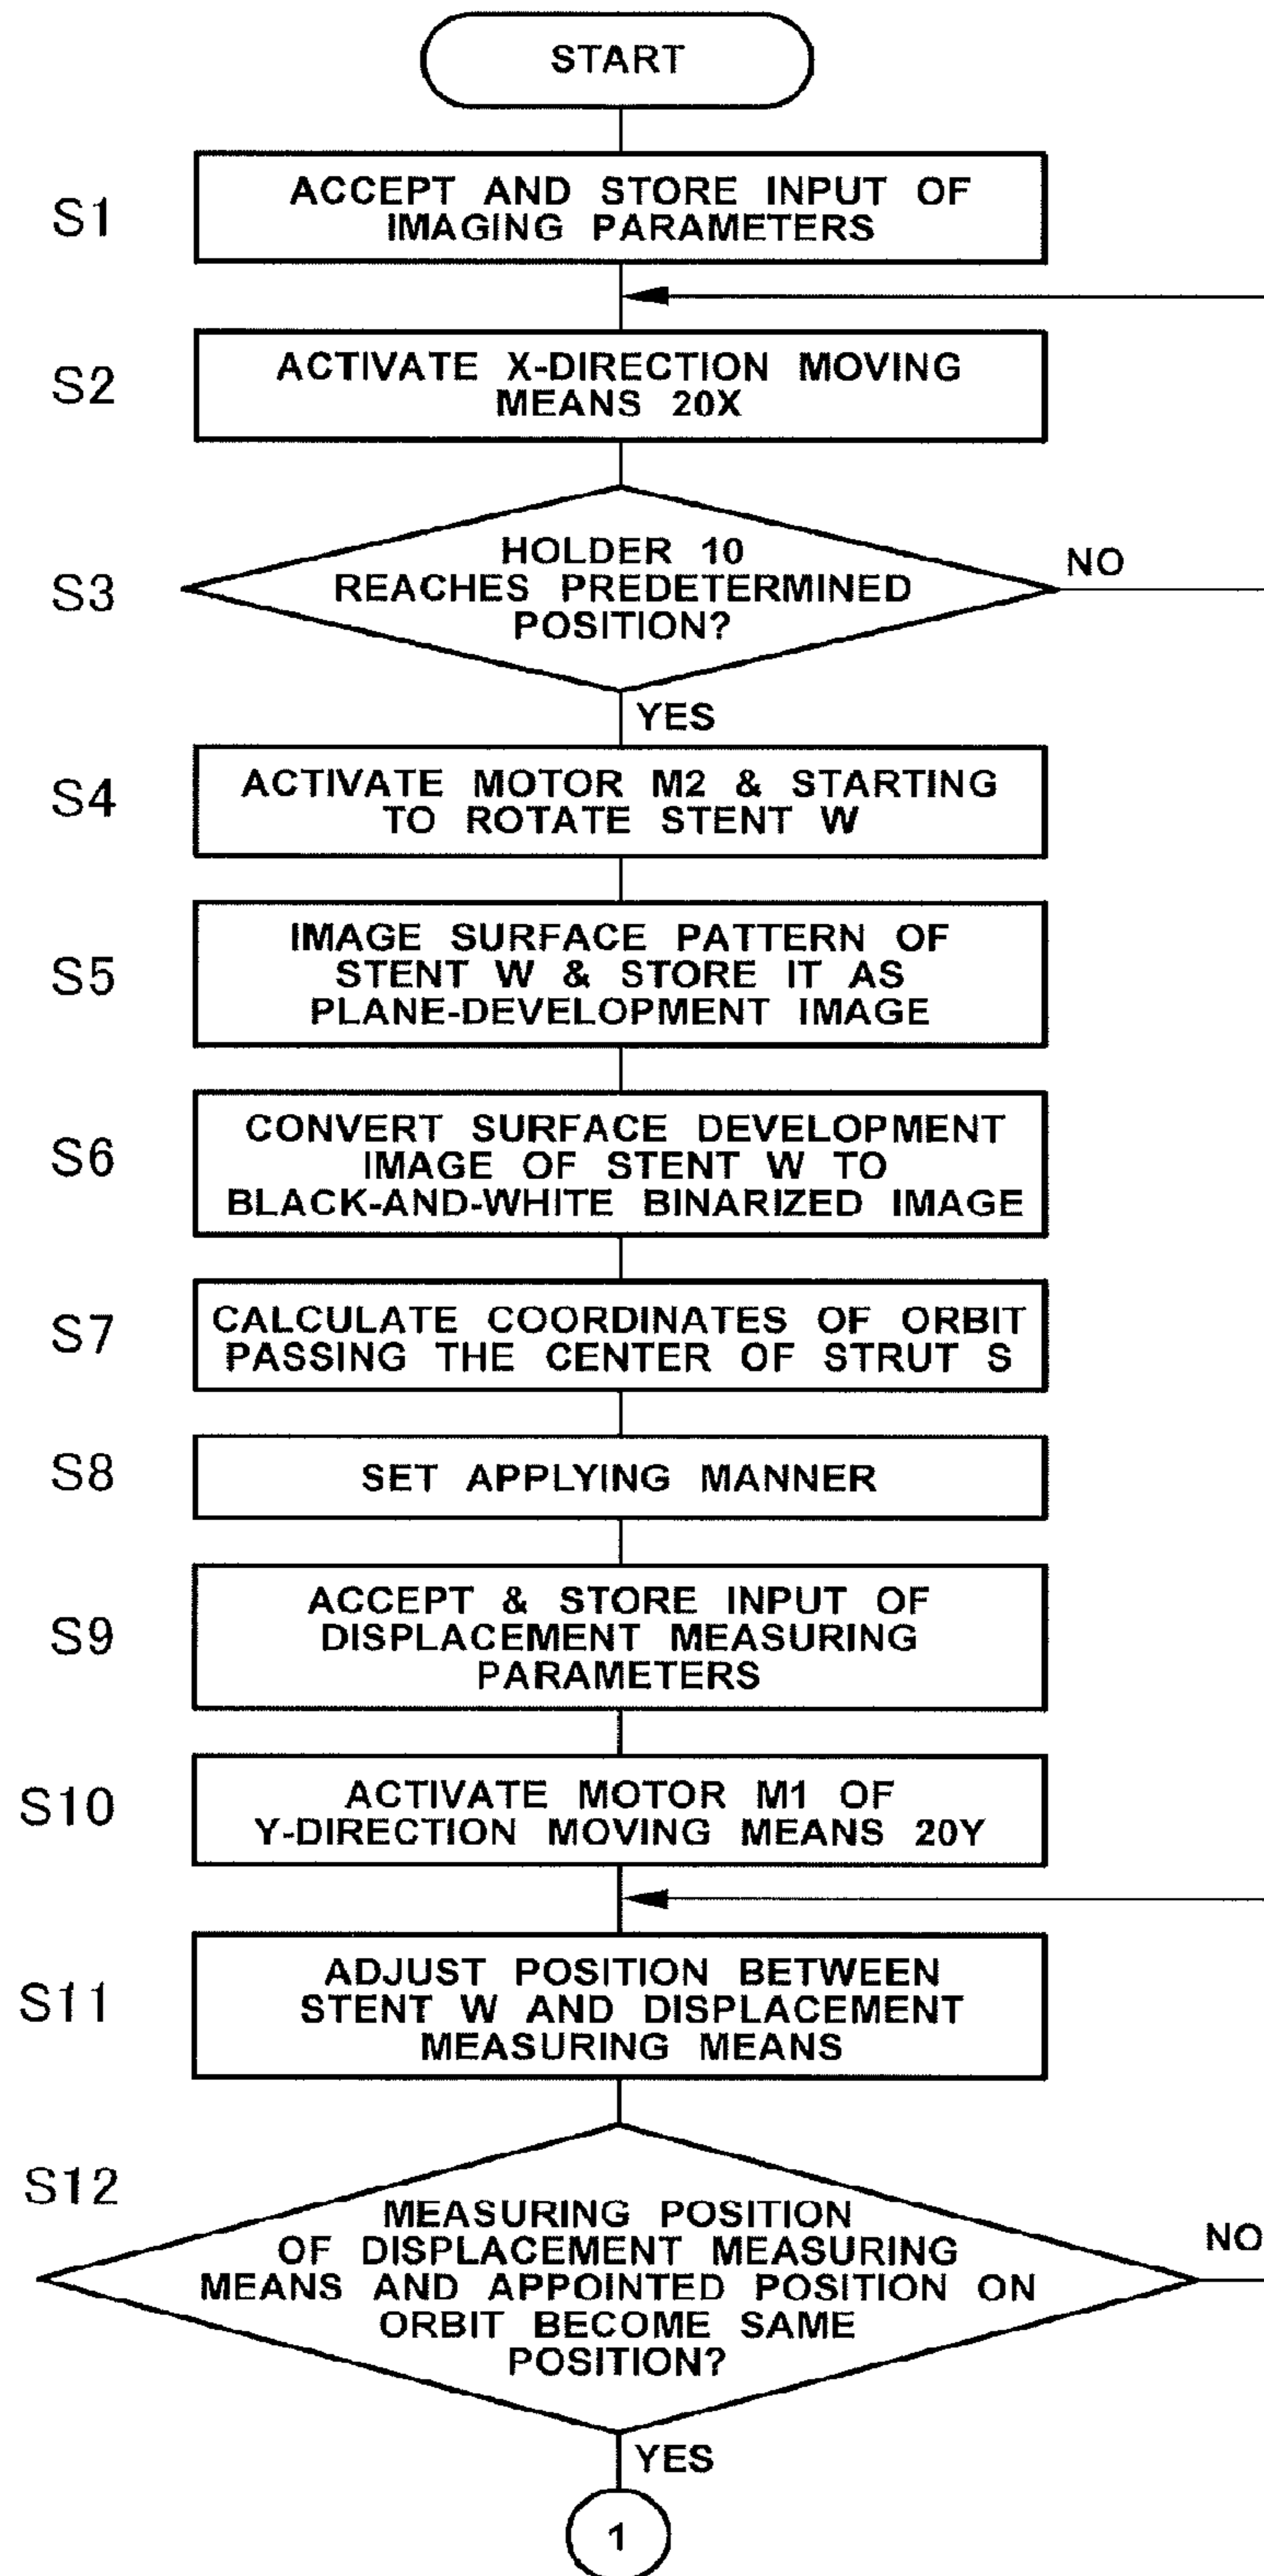 START
S1
ACCEPT AND STORE INPUT OF
IMAGING PARAMETERS
S2
ACTIVATE X-DIRECTION MOVING
MEANS 20X
S3
HOLDER 10
REACHES PREDETERMINED
POSITION?
NO
YES
S4
ACTIVATE MOTOR M2 & STARTING
TO ROTATE STENT W
S5
IMAGE SURFACE PATTERN OF
STENT W & STORE IT AS
PLANE-DEVELOPMENT IMAGE
S6
CONVERT SURFACE DEVELOPMENT
IMAGE OF STENT W TO
BLACK-AND-WHITE BINARIZED IMAGE
S7
CALCULATE COORDINATES OF ORBIT
PASSING THE CENTER OF STRUT S
S8
SET APPLYING MANNER
S9
ACCEPT & STORE INPUT OF
DISPLACEMENT MEASURING
PARAMETERS
S10
ACTIVATE MOTOR M1 OF
Y-DIRECTION MOVING MEANS 20Y
S11
ADJUST POSITION BETWEEN
STENT W AND DISPLACEMENT
MEASURING MEANS
S12
MEASURING POSITION
OF DISPLACEMENT MEASURING
MEANS AND APPOINTED POSITION ON
ORBIT BECOME SAME
POSITION?
NO
YES
1